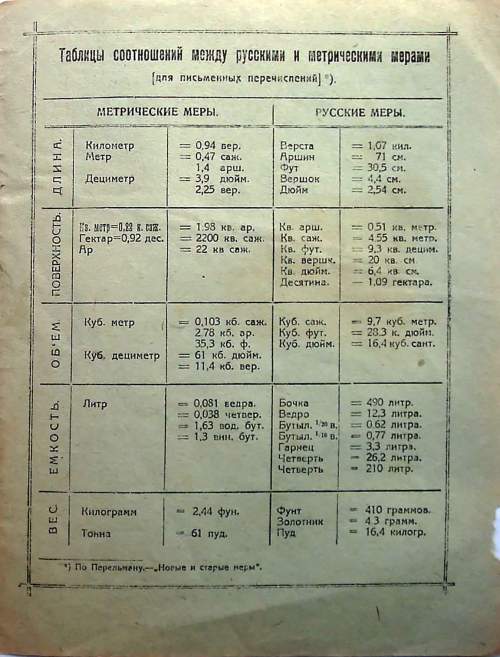 Таблицы соотношений между русскими и метрическими мерами
[для письменных перечислений] *).
МЕТРИЧЕСКИЕ МЕРЫ. РУССКИЕ МЕРЫ.
ДЛИНА.
Километр = 0,94 вер. Верста = 1,07 кил.
Метр = 0,47 саж. Аршин = 71 см.
1,4 арш. Фут = 30,5 см.
Дециметр = 3,9 дюйм. Вершок = 4,4 см.
2,25 вер. Дюйм = 2,54 см.
ПОВЕРХНОСТЬ.
Кв. метр=0,22 к. саж. = 1.98 кв. ар. Кв. арш. = 0.51 кв. метр.
Гектар=0,92 дес. = 2200 кв. саж. Кв. саж. = 4.55 кв. метр.
Ар = 22 кв саж. Кв. фут. = 9,3 кв. децим.
Кв. вершк. = 20 кв. см
Кв. дюйм. = 6,4 кв. см.
Десятина. - 1,09 гектара.
ОБ'ЕМ.
Куб. метр = 0,103 кб. саж. Куб. саж. = 9,7 куб. метр.
2.78 кб. ар. Куб. фут. = 28.3 к. дюйм.
35,3 кб. ф. Куб. дюйм. = 16,4 куб. сант.
Куб. дециметр = 61 кб. дюйм.
= 11,4 кб. вер.
ЕМКОСТЬ.
Литр = 0,081 ведра. Бочка = 490 литр.
= 0,038 четвер. Ведро = 12,3 литра.
= 1,63 вод. бут. Бутыл. 1/20 в. = 0.62 литра.
= 1,3 вин. бут. Бутыл. 1/16 в. = 0,77 литра.
Гарнец = 3,3 литра.
Четверть = 26,2 литра.
Четверть = 210 литр.
ВЕС.
Килограмм = 2,44 фун. Фунт = 410 граммов.
Золотник = 4.3 грамм.
Тонна = 61 пуд. Пуд = 16,4 килогр.
*) По Перельману.—„Новые и старые меры".